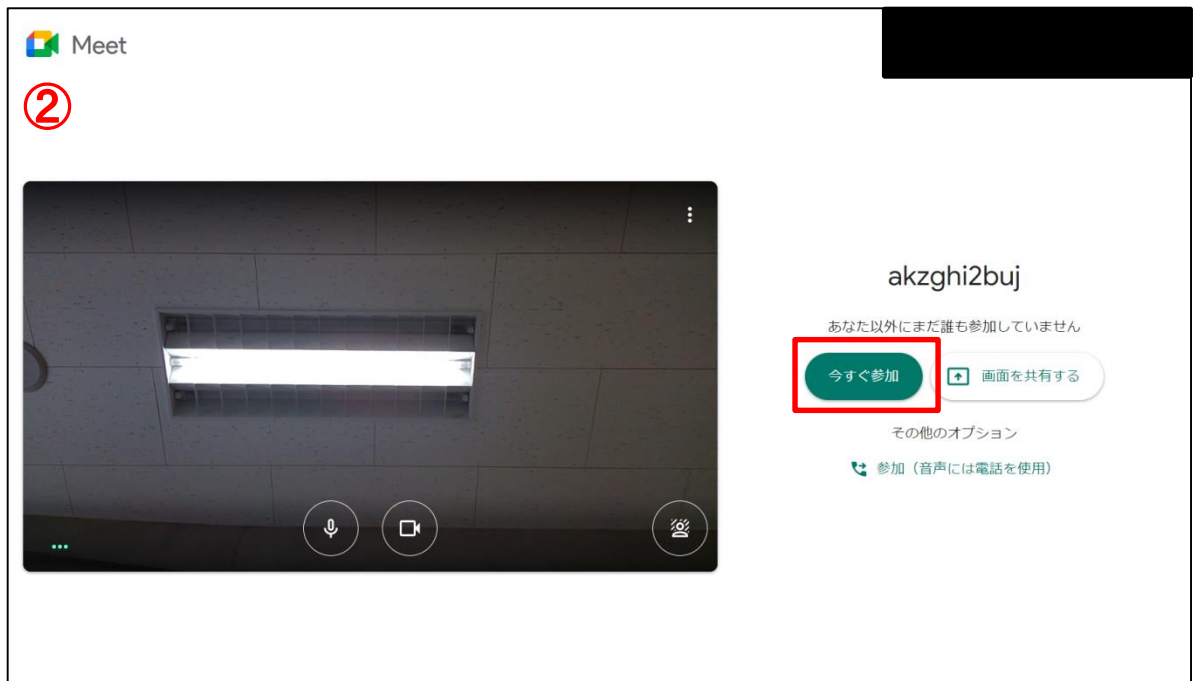 Meet
②
akzghi2buj
あなた以外にまだ誰も参加していません
今すぐ参加
画面を共有する
その他のオプション
参加（音声には電話を使用）